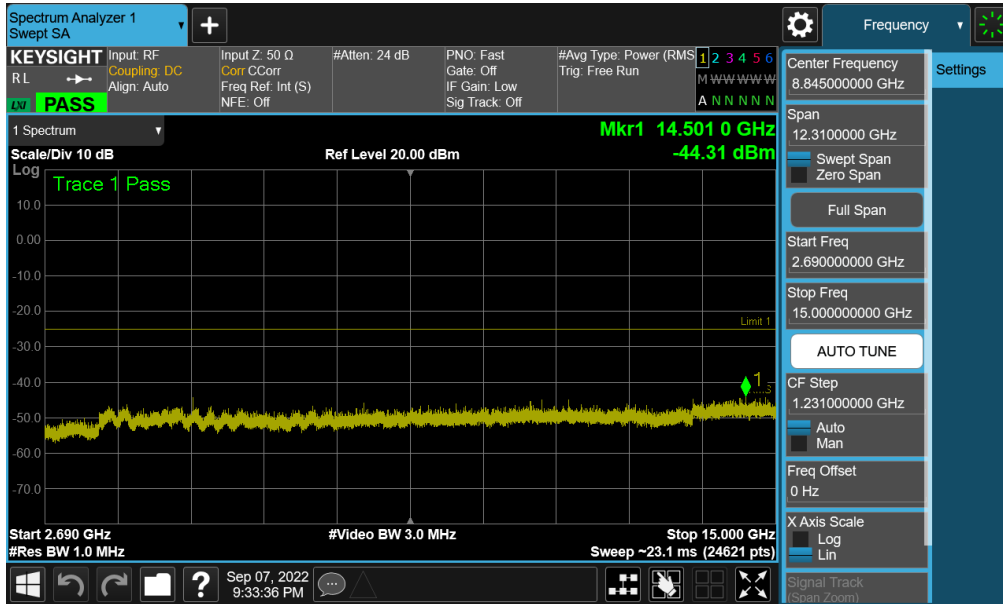 Spectrum Analyzer 1
Swept SA
+
Frequency
KEYSIGHT
RL
LXI
PASS
Input: RF
Coupling: DC
Align: Auto
Input Z: 50 Ω
Corr CCorr
Freq Ref: Int (S)
NFE: Off
#Atten: 24 dB
PNO: Fast
Gate: Off
IF Gain: Low
Sig Track: Off
#Avg Type: Power (RMS
Trig: Free Run
1 2 3 4 5 6
M W W W W W
A N N N N N
1 Spectrum
Mkr1 14.501 0 GHz
-44.31 dBm
Scale/Div 10 dB
Ref Level 20.00 dBm
Log
Trace 1 Pass
10.0
0.00
-10.0
-20.0
-30.0
-40.0
-50.0
-60.0
-70.0
Limit 1
1
Start 2.690 GHz
#Video BW 3.0 MHz
Stop 15.000 GHz
#Res BW 1.0 MHz
Sweep ~23.1 ms (24621 pts)
?
Sep 07, 2022
9:33:36 PM
Center Frequency
8.845000000 GHz
Span
12.3100000 GHz
Swept Span
Zero Span
Full Span
Start Freq
2.690000000 GHz
Stop Freq
15.000000000 GHz
AUTO TUNE
CF Step
1.231000000 GHz
Auto
Man
Freq Offset
0 Hz
X Axis Scale
Log
Lin
Signal Track
(Span Zoom)
Settings